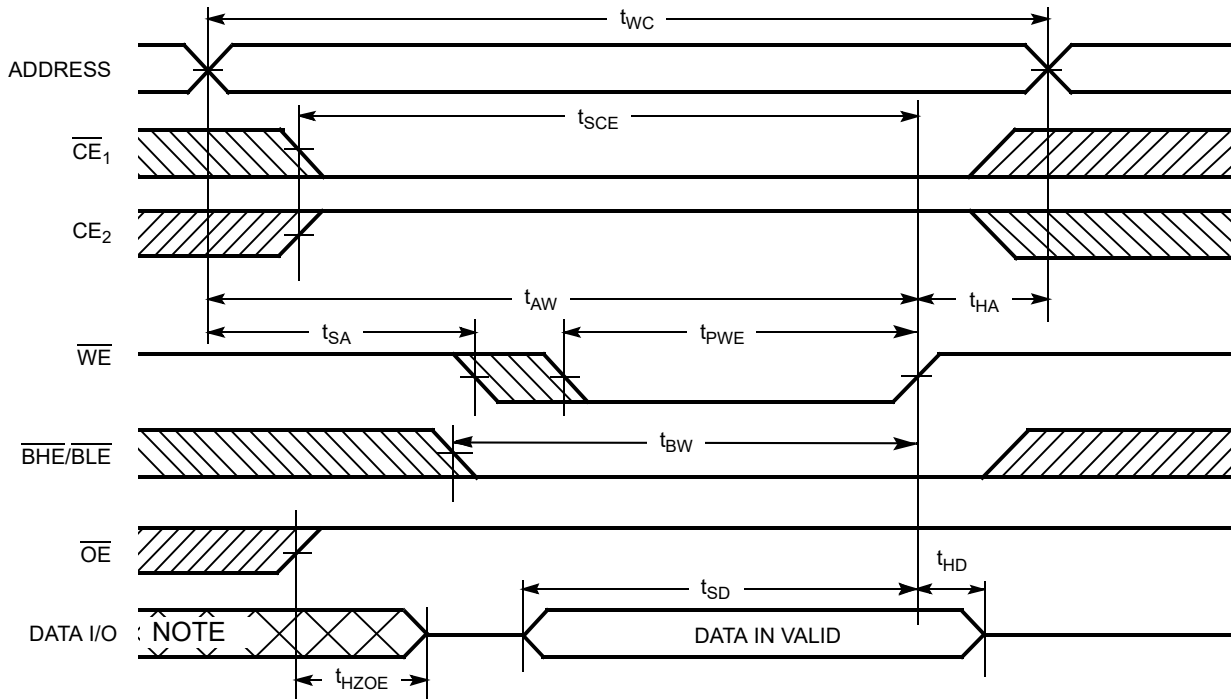 tWC
ADDRESS
tSCE
CE1
CE2
tAW
tHA
tSA
tPWE
WE
tBW
BHE/BLE
OE
tHD
tSD
DATA I/O
NOTE
DATA IN VALID
tHZOE